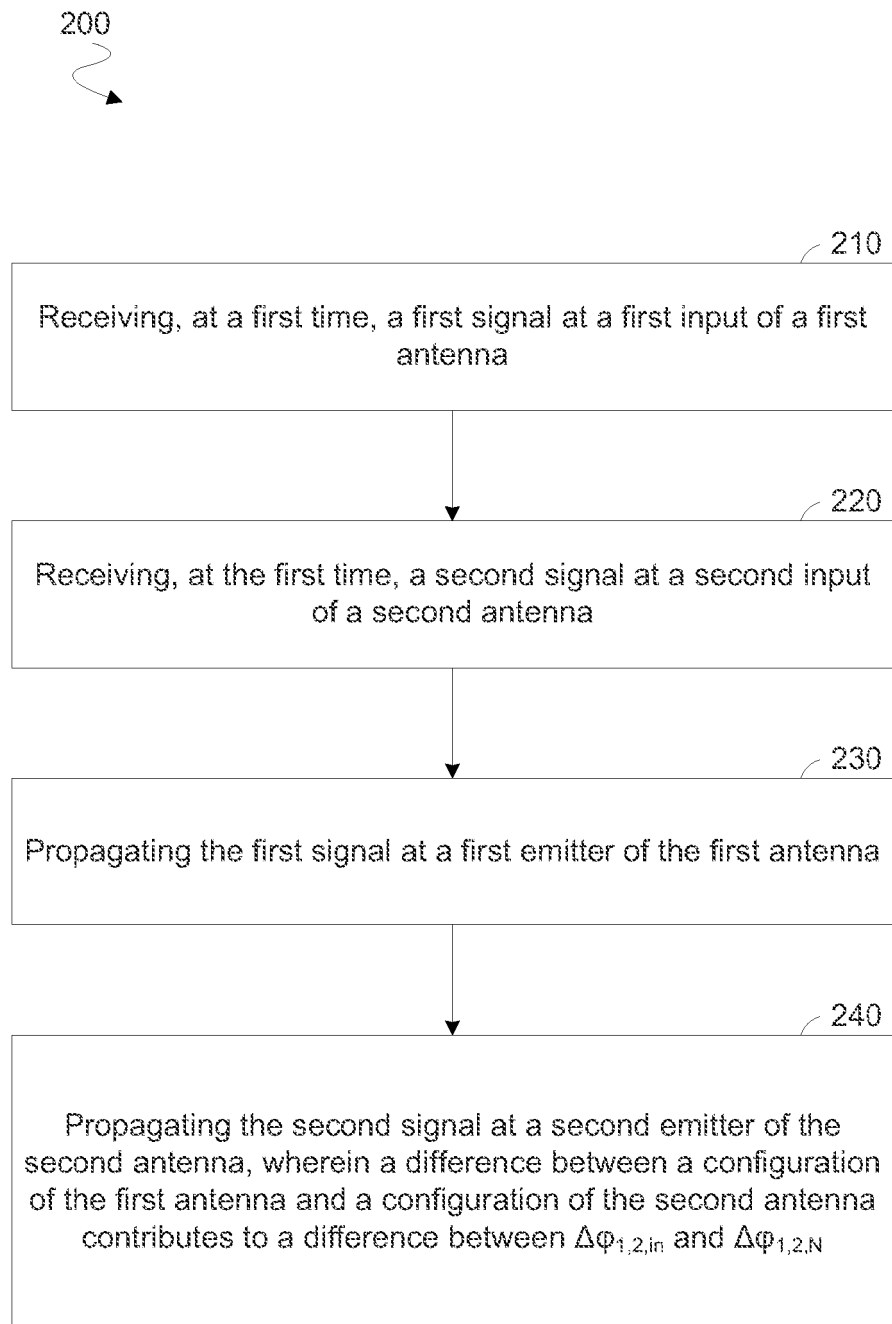 200
210
Receiving, at a first time, a first signal at a first input of a first
antenna
220
Receiving, at the first time, a second signal at a second input
of a second antenna
230
Propagating the first signal at a first emitter of the first antenna
240
Propagating the second signal at a second emitter of the
second antenna, wherein a difference between a configuration
of the first antenna and a configuration of the second antenna
contributes to a difference between Δφ1,2,in and Δφ1,2,N